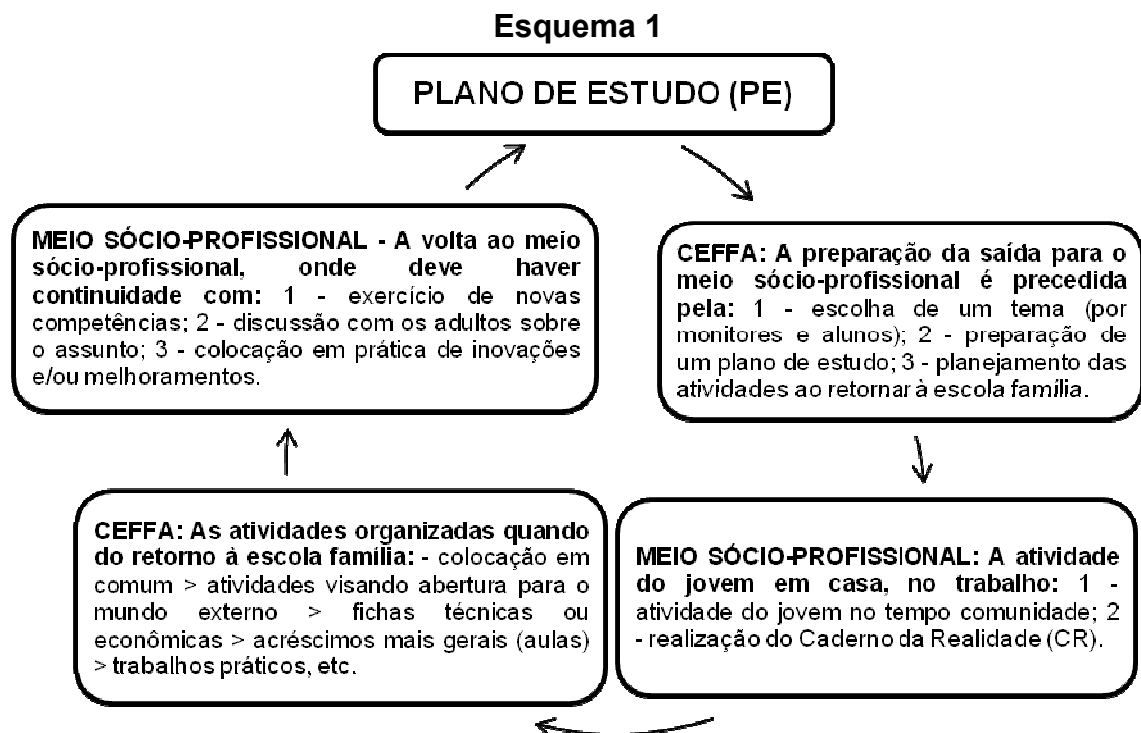 Esquema 1
PLANO DE ESTUDO (PE)
MEIO SÓCIO-PROFISSIONAL - A volta ao meio
sócio-profissional, onde deve haver
continuidade com: 1 - exercício de novas
competências; 2 - discussão com os adultos sobre
o assunto; 3 - colocação em prática de inovações
e/ou melhoramentos.
CEFFA: A preparação da saída para o
meio sócio-profissional é precedida
pela: 1 - escolha de um tema (por
monitores e alunos); 2 - preparação de
um plano de estudo; 3 - planejamento das
atividades ao retornar à escola família.
CEFFA: As atividades organizadas quando
do retorno à escola família: - colocação em
comum > atividades visando abertura para o
mundo externo > fichas técnicas ou
econômicas > acréscimos mais gerais (aulas)
> trabalhos práticos, etc.
MEIO SÓCIO-PROFISSIONAL: A atividade
do jovem em casa, no trabalho: 1 -
atividade do jovem no tempo comunidade; 2
- realização do Caderno da Realidade (CR).